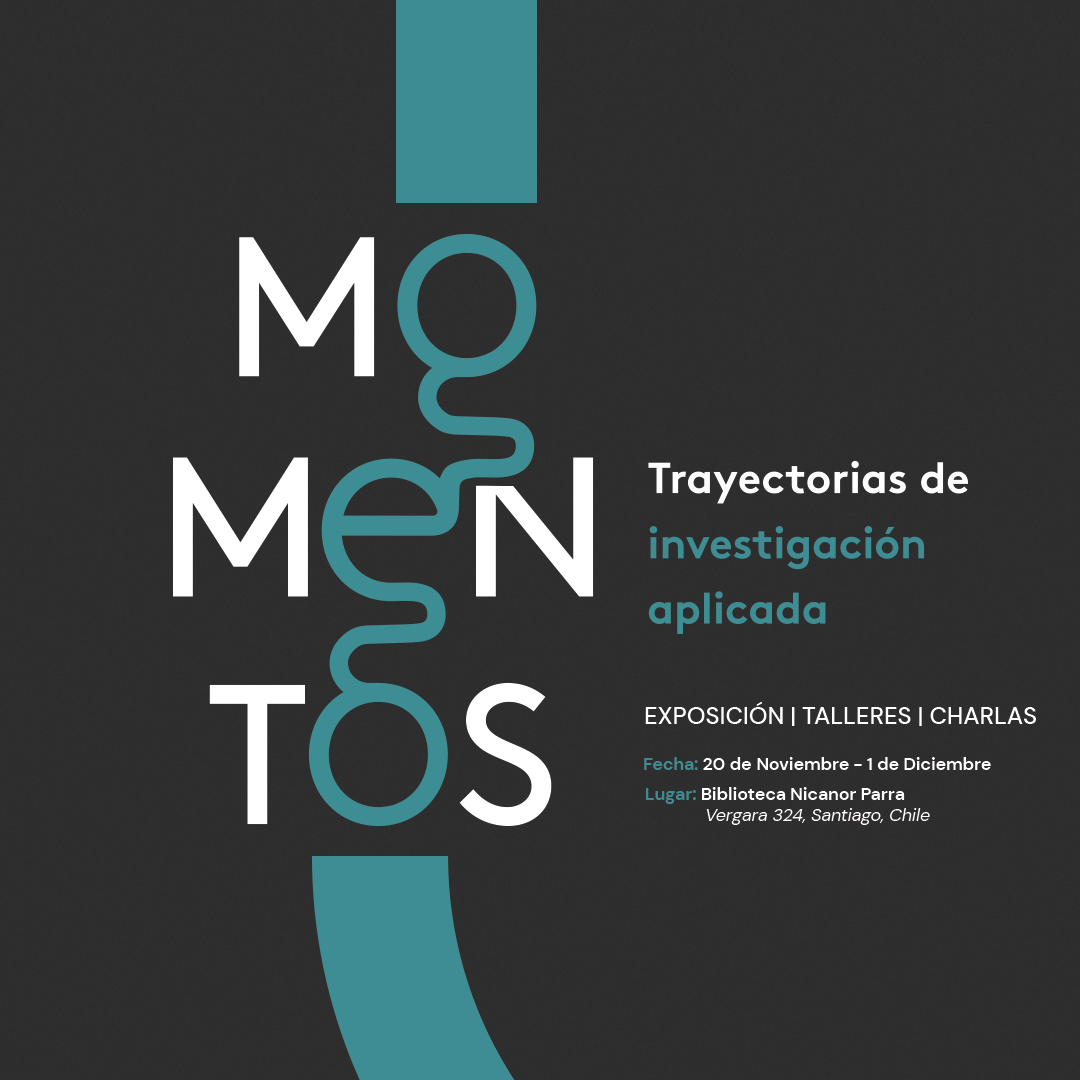 Mo
MeN
ToS
Trayectorias de
investigación
aplicada
EXPOSICIÓN | TALLERES | CHARLAS
Fecha: 20 de Noviembre - 1 de Diciembre
Lugar: Biblioteca Nicanor Parra
Vergara 324, Santiago, Chile